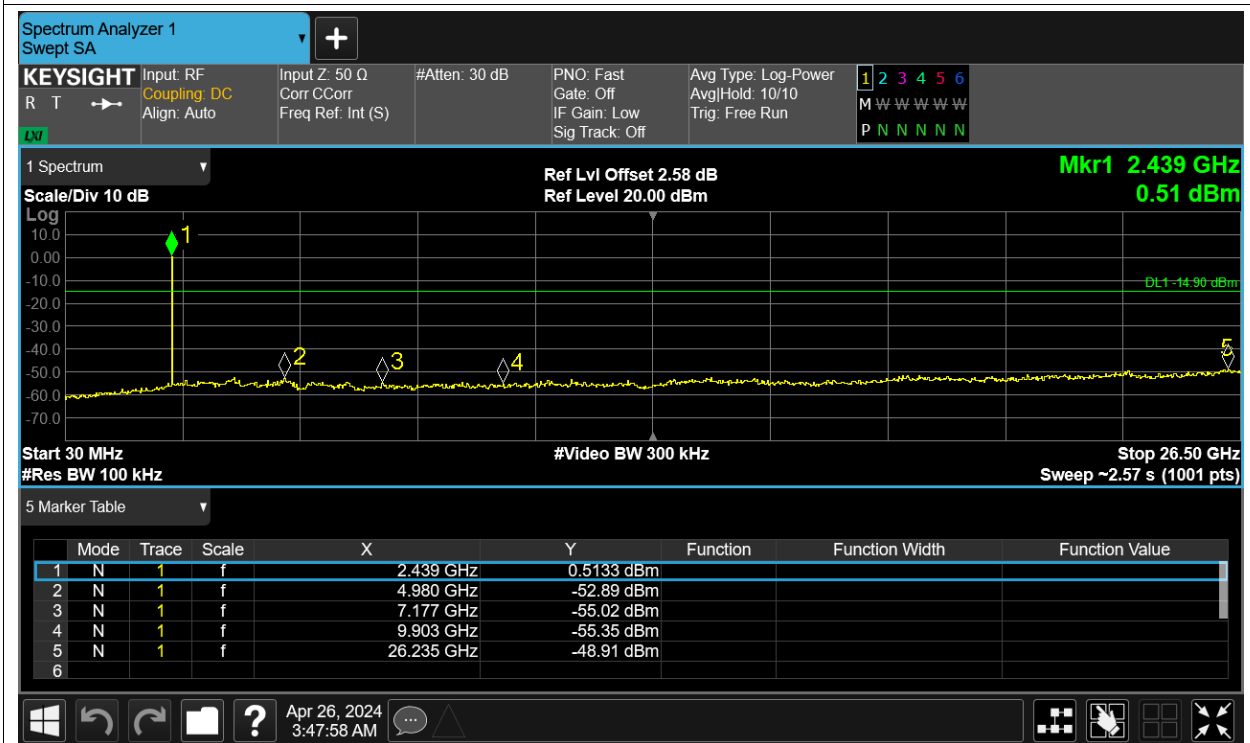 Spectrum Analyzer 1
Swept SA
KEYSIGHT
R T
LXI
Input: RF
Coupling: DC
Align: Auto
Input Z: 50 Ω
Corr CCorr
Freq Ref: Int (S)
#Atten: 30 dB
PNO: Fast
Gate: Off
IF Gain: Low
Sig Track: Off
Avg Type: Log-Power
Avg|Hold: 10/10
Trig: Free Run
1 2 3 4 5 6
M W W W W W
P N N N N N
1 Spectrum
Scale/Div 10 dB
Ref Lvl Offset 2.58 dB
Ref Level 20.00 dBm
Mkr1 2.439 GHz
0.51 dBm
Log
10.0
0.00
-10.0
-20.0
-30.0
-40.0
-50.0
-60.0
-70.0
1
2
3
4
5
DL1 -14.90 dBm
Start 30 MHz
#Video BW 300 kHz
Stop 26.50 GHz
#Res BW 100 kHz
Sweep ~2.57 s (1001 pts)
5 Marker Table
Mode Trace Scale X Y Function Function Width Function Value
1 N 1 f 2.439 GHz 0.5133 dBm
2 N 1 f 4.980 GHz -52.89 dBm
3 N 1 f 7.177 GHz -55.02 dBm
4 N 1 f 9.903 GHz -55.35 dBm
5 N 1 f 26.235 GHz -48.91 dBm
6
?
Apr 26, 2024
3:47:58 AM